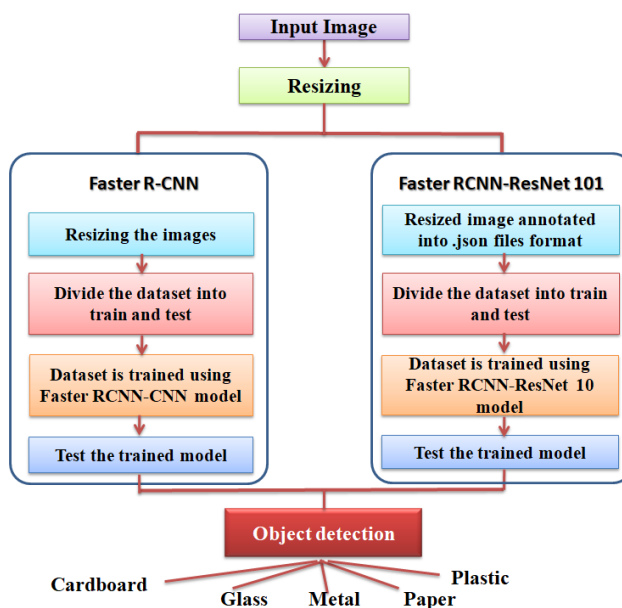 Input Image
Resizing
Faster R-CNN
Resizing the images
Divide the dataset into
train and test
Dataset is trained using
Faster RCNN-CNN model
Test the trained model
Faster RCNN-ResNet 101
Resized image annotated
into .json files format
Divide the dataset into train
and test
Dataset is trained using
Faster RCNN-ResNet 10
model
Test the trained model
Object detection
Cardboard
Glass
Metal
Paper
Plastic